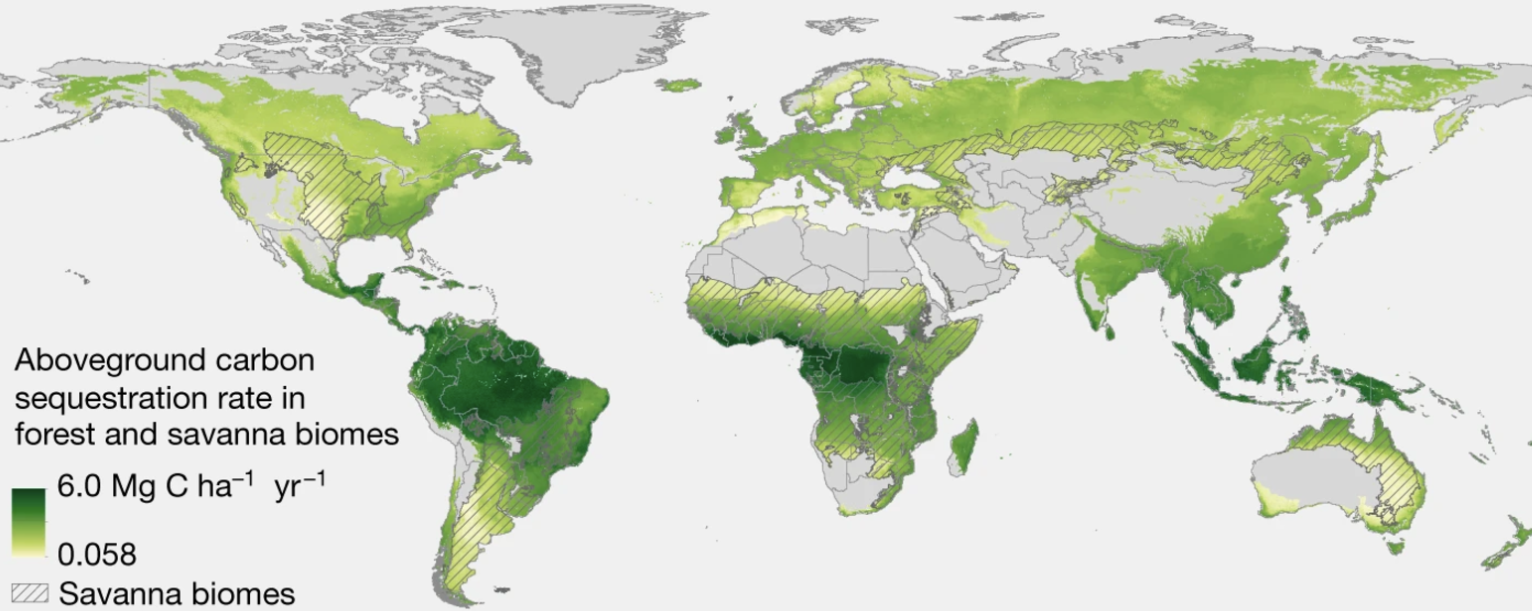 Aboveground carbon
sequestration rate in
forest and savanna biomes
6.0 Mg C ha⁻¹ yr⁻¹
0.058
Savanna biomes